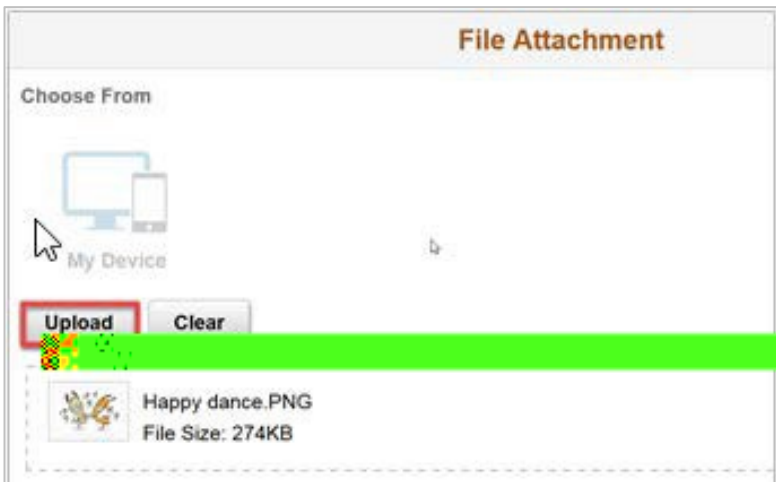 File Attachment
Choose From
My Device
Upload Clear
Happy dance.PNG
File Size: 274KB